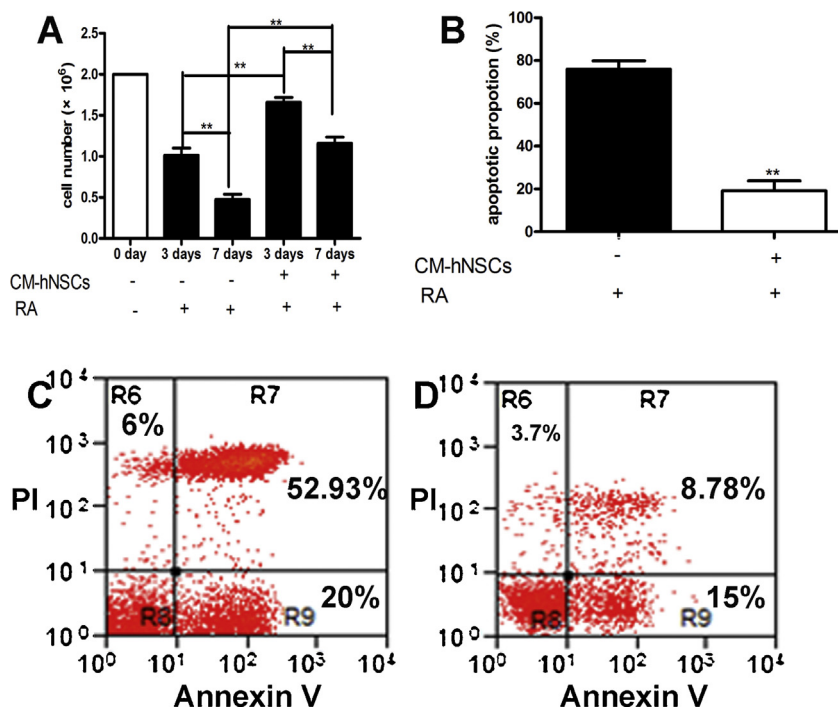 A
cell number (× 10⁶)
2.0
1.5
1.0
0.5
0.0
**
**
**
**
0 day 3 days 7 days 3 days 7 days
CM-hNSCs - - - + +
RA - + + + +
B
apoptotic propotion (%)
100
80
60
40
20
0
**
CM-hNSCs - +
RA + +
C
PI
10⁴
10³
10²
10¹
10⁰
R6
6%
R7
52.93%
R8
R9
20%
10⁰ 10¹ 10² 10³ 10⁴
Annexin V
D
PI
10⁴
10³
10²
10¹
10⁰
R6
3.7%
R7
8.78%
R8
R9
15%
10⁰ 10¹ 10² 10³ 10⁴
Annexin V